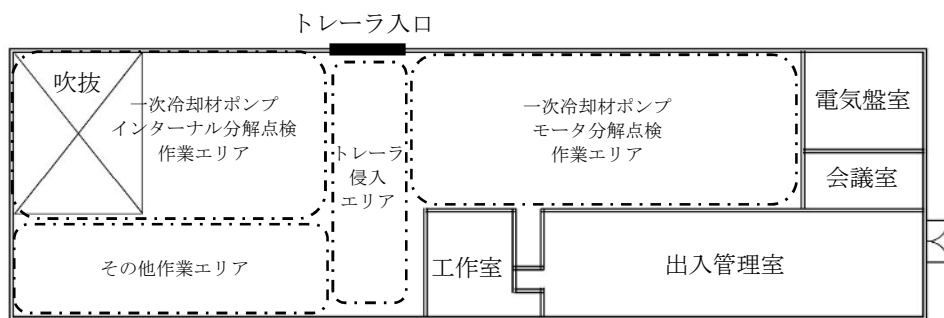 トレーラ入口
吹抜
一次冷却材ポンプ
インターナル分解点検
作業エリア
トレーラ
侵入
エリア
一次冷却材ポンプ
モータ分解点検
作業エリア
電気盤室
会議室
その他作業エリア
工作室
出入管理室